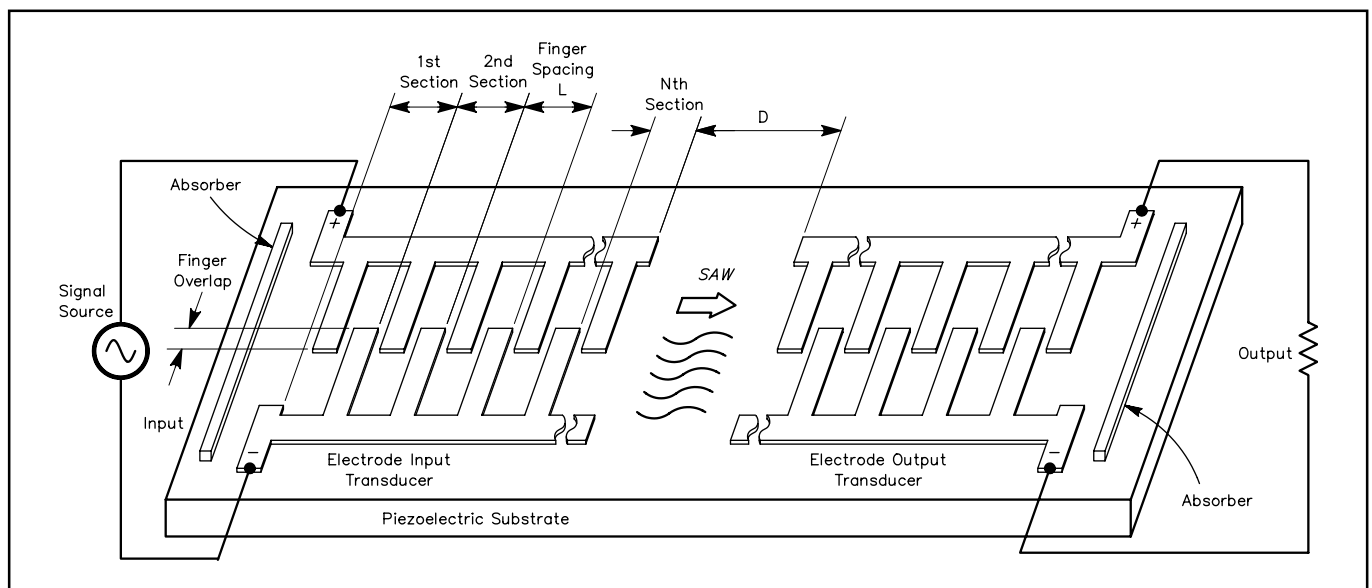 1st
Section
2nd
Section
Finger
Spacing
L
Nth
Section
D
Absorber
+
+
Finger
Overlap
SAW
Signal
Source
Output
Input
−
−
Electrode Input
Transducer
Electrode Output
Transducer
Absorber
Piezoelectric Substrate